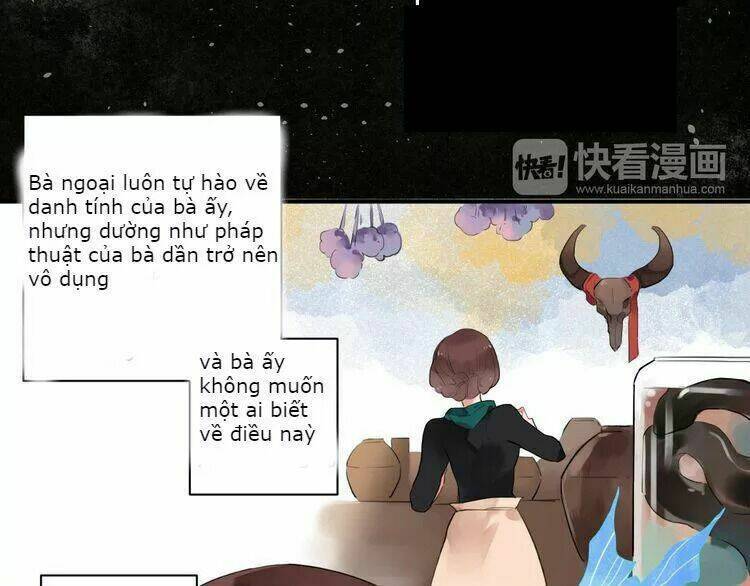 快看!
快看漫画
www.kuaikanmanhua.com
Bà ngoại luôn tự hào về
danh tính của bà ấy,
nhưng dường như pháp
thuật của bà dần trở nên
vô dụng
và bà ấy
không muốn
một ai biết
về điều naỳ